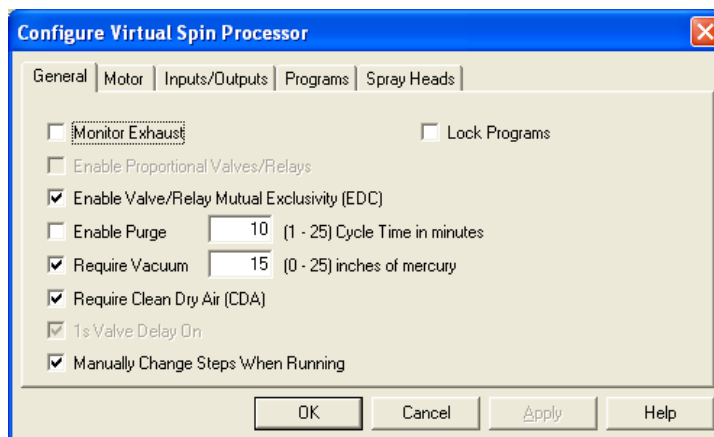 Configure Virtual Spin Processor
General Motor Inputs/Outputs Programs Spray Heads
Monitor Exhaust Lock Programs
Enable Proportional Valves/Relays
Enable Valve/Relay Mutual Exclusivity (EDC)
Enable Purge 10 (1 - 25) Cycle Time in minutes
Require Vacuum 15 (0 - 25) inches of mercury
Require Clean Dry Air (CDA)
1s Valve Delay On
Manually Change Steps When Running
OK Cancel Apply Help